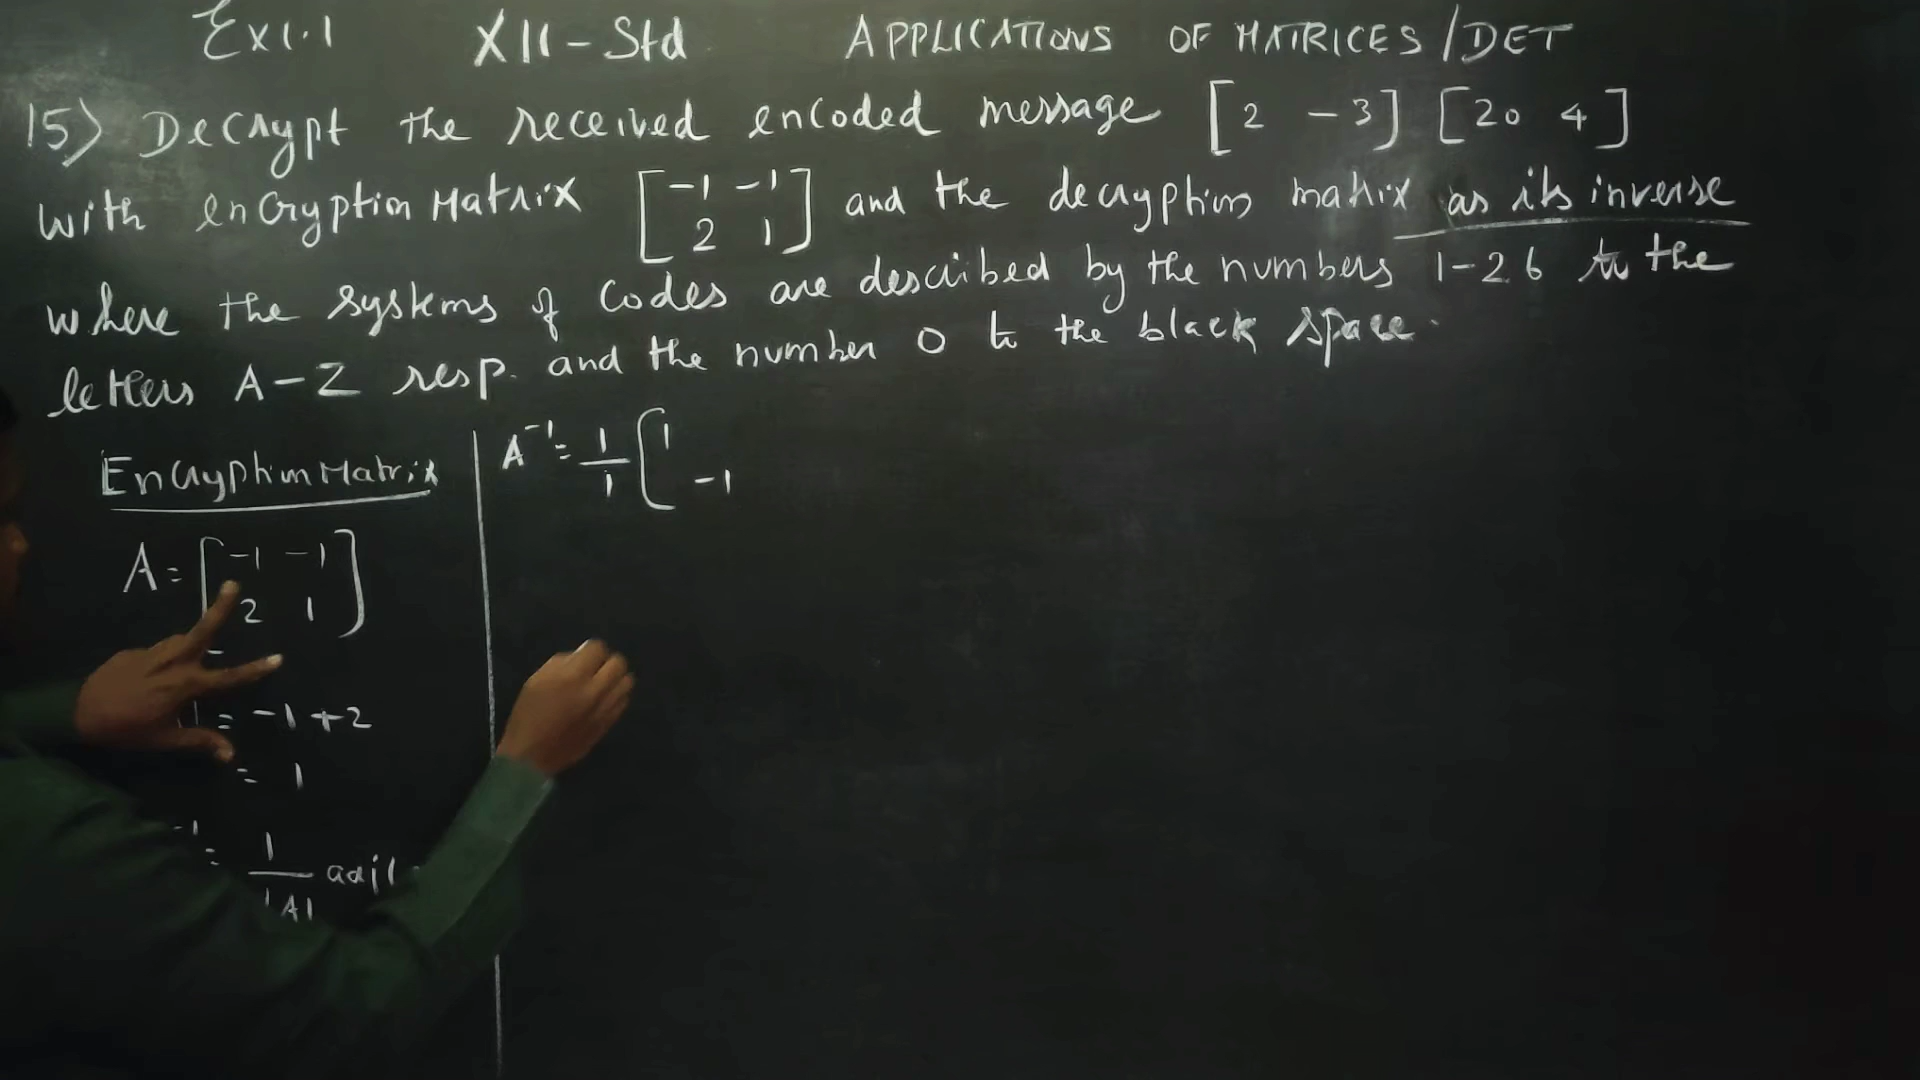 Ex1.1 XII-Std APPLICATIONS OF MATRICES/DET
15) Decrypt the received encoded message [2 -3] [20 4]
with encryption Matrix [-1 -1
2 1] and the decryption matrix as its inverse
where the systems of codes are described by the numbers 1-26 to the
letters A-Z resp. and the number 0 to the black space.
Encryption Matrix
A = [-1 -1
2 1]
= -1+2
= 1
-1 = 1/|A| adj(
A-1 = 1/1 [1
-1